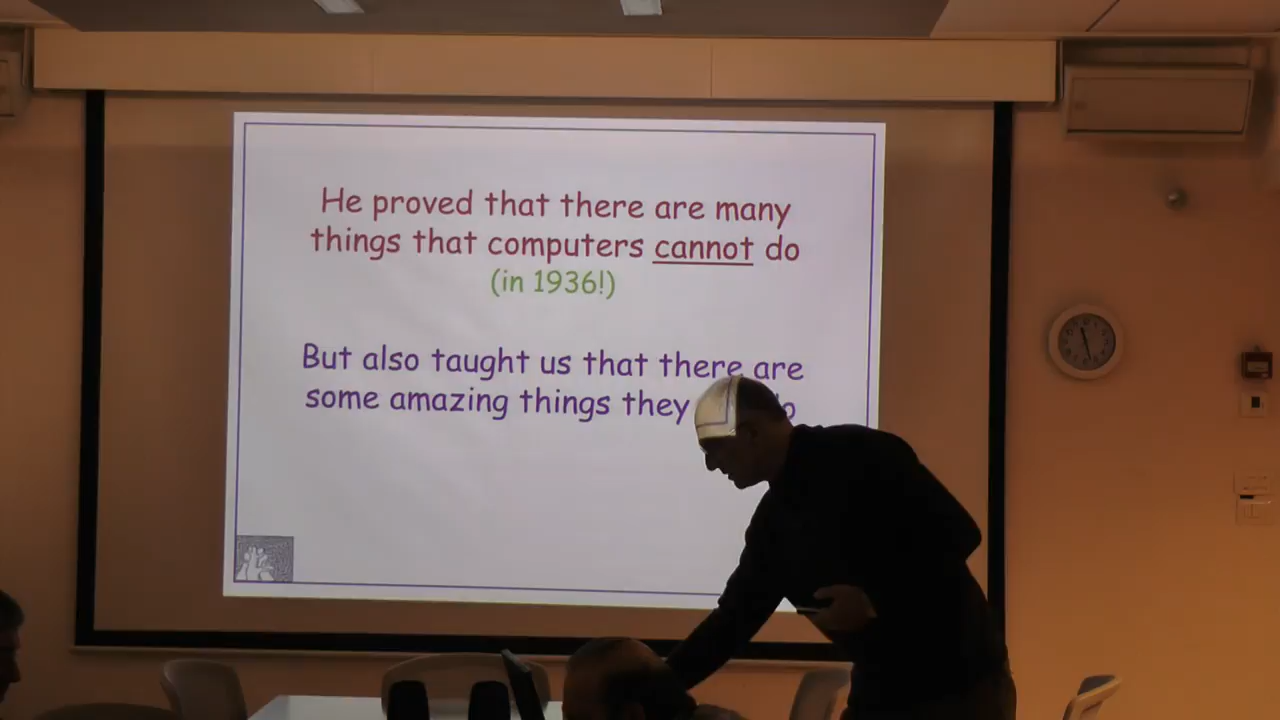 He proved that there are many
things that computers cannot do
(in 1936!)
But also taught us that there are
some amazing things they